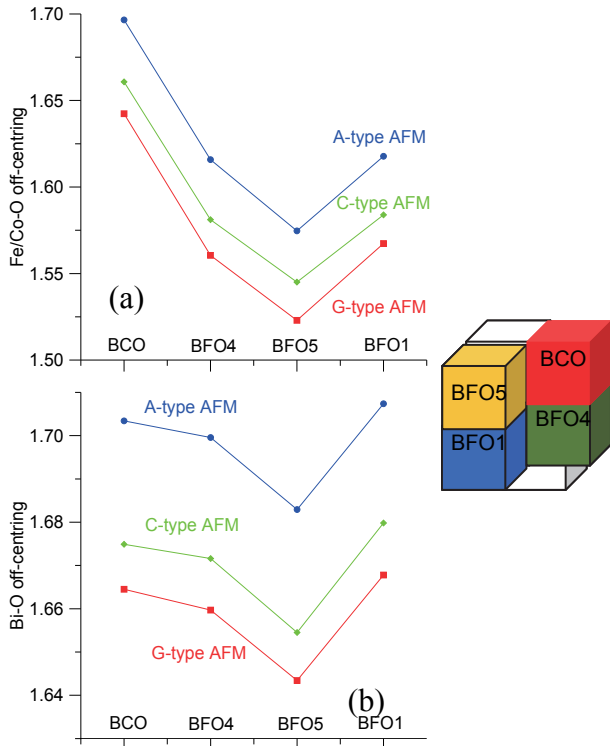 1.70
1.65
1.60
1.55
1.50
Fe/Co-O off-centring
A-type AFM
C-type AFM
G-type AFM
(a)
BCO BFO4 BFO5 BFO1
1.70
1.68
1.66
1.64
Bi-O off-centring
A-type AFM
C-type AFM
G-type AFM
(b)
BCO BFO4 BFO5 BFO1
BCO
BFO5
BFO4
BFO1